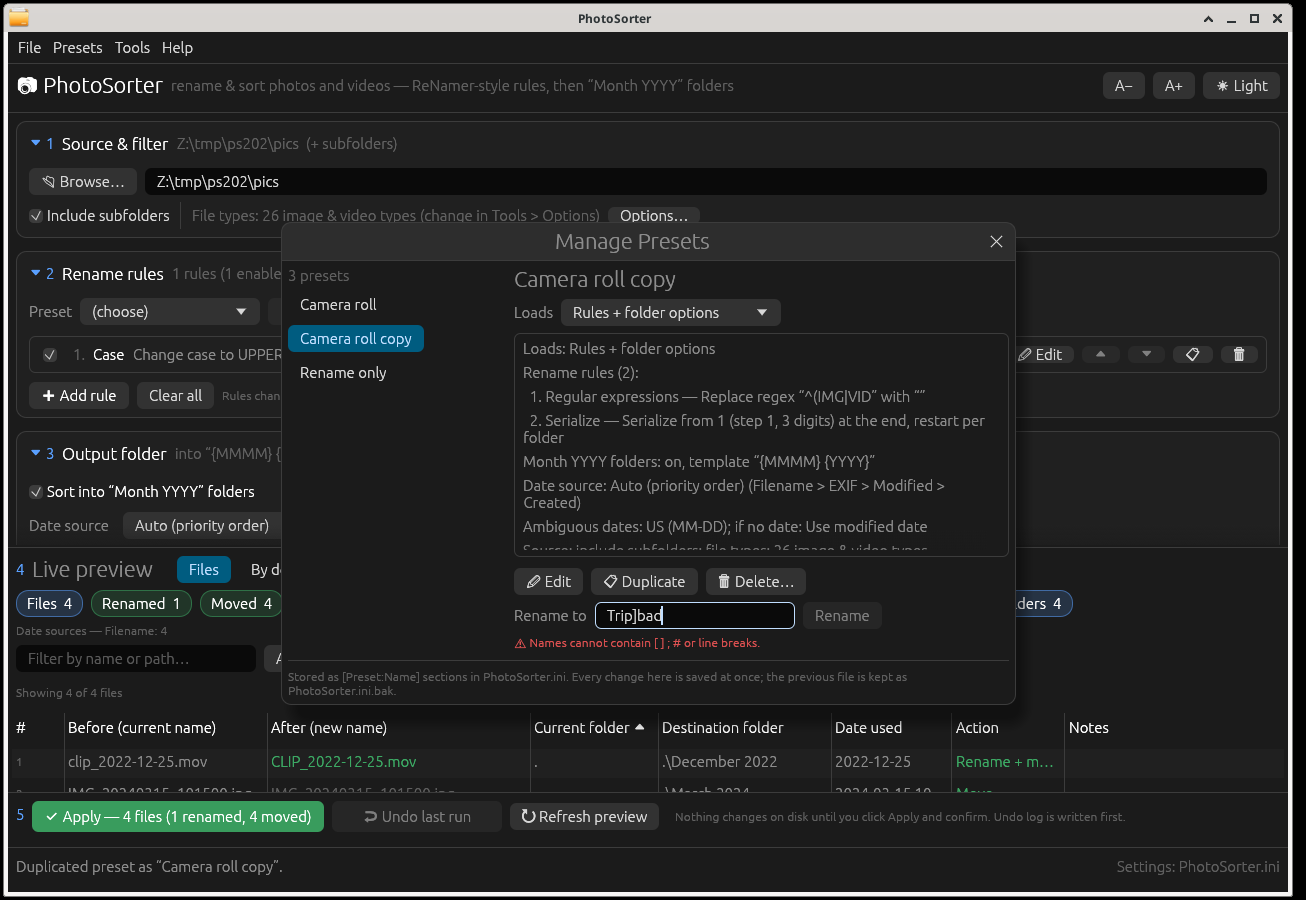 PhotoSorter
File Presets Tools Help
PhotoSorter rename & sort photos and videos — ReNamer-style rules, then “Month YYYY” folders
A− A+ ☀ Light
1 Source & filter Z:\tmp\ps202\pics (+ subfolders)
Browse…
Z:\tmp\ps202\pics
Include subfolders File types: 26 image & video types (change in Tools > Options) Options…
2 Rename rules 1 rules (1 enable
Preset (choose)
1. Case Change case to UPPER
Edit
+ Add rule Clear all Rules chan
3 Output folder into “{MMMM} {
Sort into “Month YYYY” folders
Date source Auto (priority order)
Manage Presets
3 presets
Camera roll
Camera roll copy
Rename only
Camera roll copy
Loads Rules + folder options
Loads: Rules + folder options
Rename rules (2):
1. Regular expressions — Replace regex “^(IMG|VID” with “”
2. Serialize — Serialize from 1 (step 1, 3 digits) at the end, restart per
folder
Month YYYY folders: on, template “{MMMM} {YYYY}”
Date source: Auto (priority order) (Filename > EXIF > Modified >
Created)
Ambiguous dates: US (MM-DD); if no date: Use modified date
Source: include subfolders; file types: 26 image & video types
Edit Duplicate Delete…
Rename to Trip]bad Rename
⚠ Names cannot contain [ ] ; # or line breaks.
Stored as [Preset:Name] sections in PhotoSorter.ini. Every change here is saved at once; the previous file is kept as
PhotoSorter.ini.bak.
4 Live preview Files By d
Files 4 Renamed 1 Moved 4 ders 4
Date sources — Filename: 4
Filter by name or path… A
Showing 4 of 4 files
# Before (current name) After (new name) Current folder Destination folder Date used Action Notes
1 clip_2022-12-25.mov CLIP_2022-12-25.mov . .\December 2022 2022-12-25 Rename + m…
5 ✓ Apply — 4 files (1 renamed, 4 moved) Undo last run Refresh preview Nothing changes on disk until you click Apply and confirm. Undo log is written first.
Duplicated preset as “Camera roll copy”.
Settings: PhotoSorter.ini